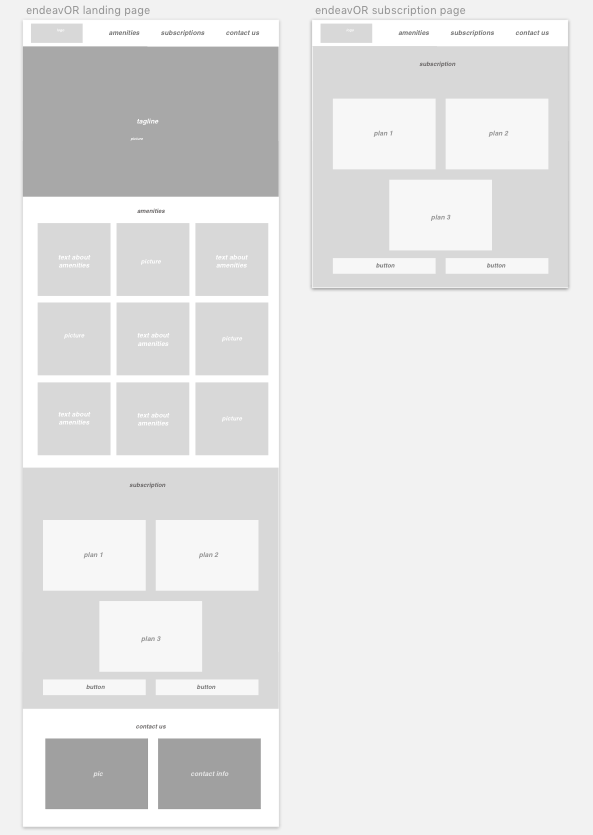 endeavOR landing page
amenities subscriptions contact us
tagline
picture
amenities
text about
amenities
picture
text about
amenities
picture
text about
amenities
picture
text about
amenities
text about
amenities
picture
subscription
plan 1
plan 2
plan 3
button
button
contact us
pic
contact info
endeavOR subscription page
amenities subscriptions contact us
subscription
plan 1
plan 2
plan 3
button
button